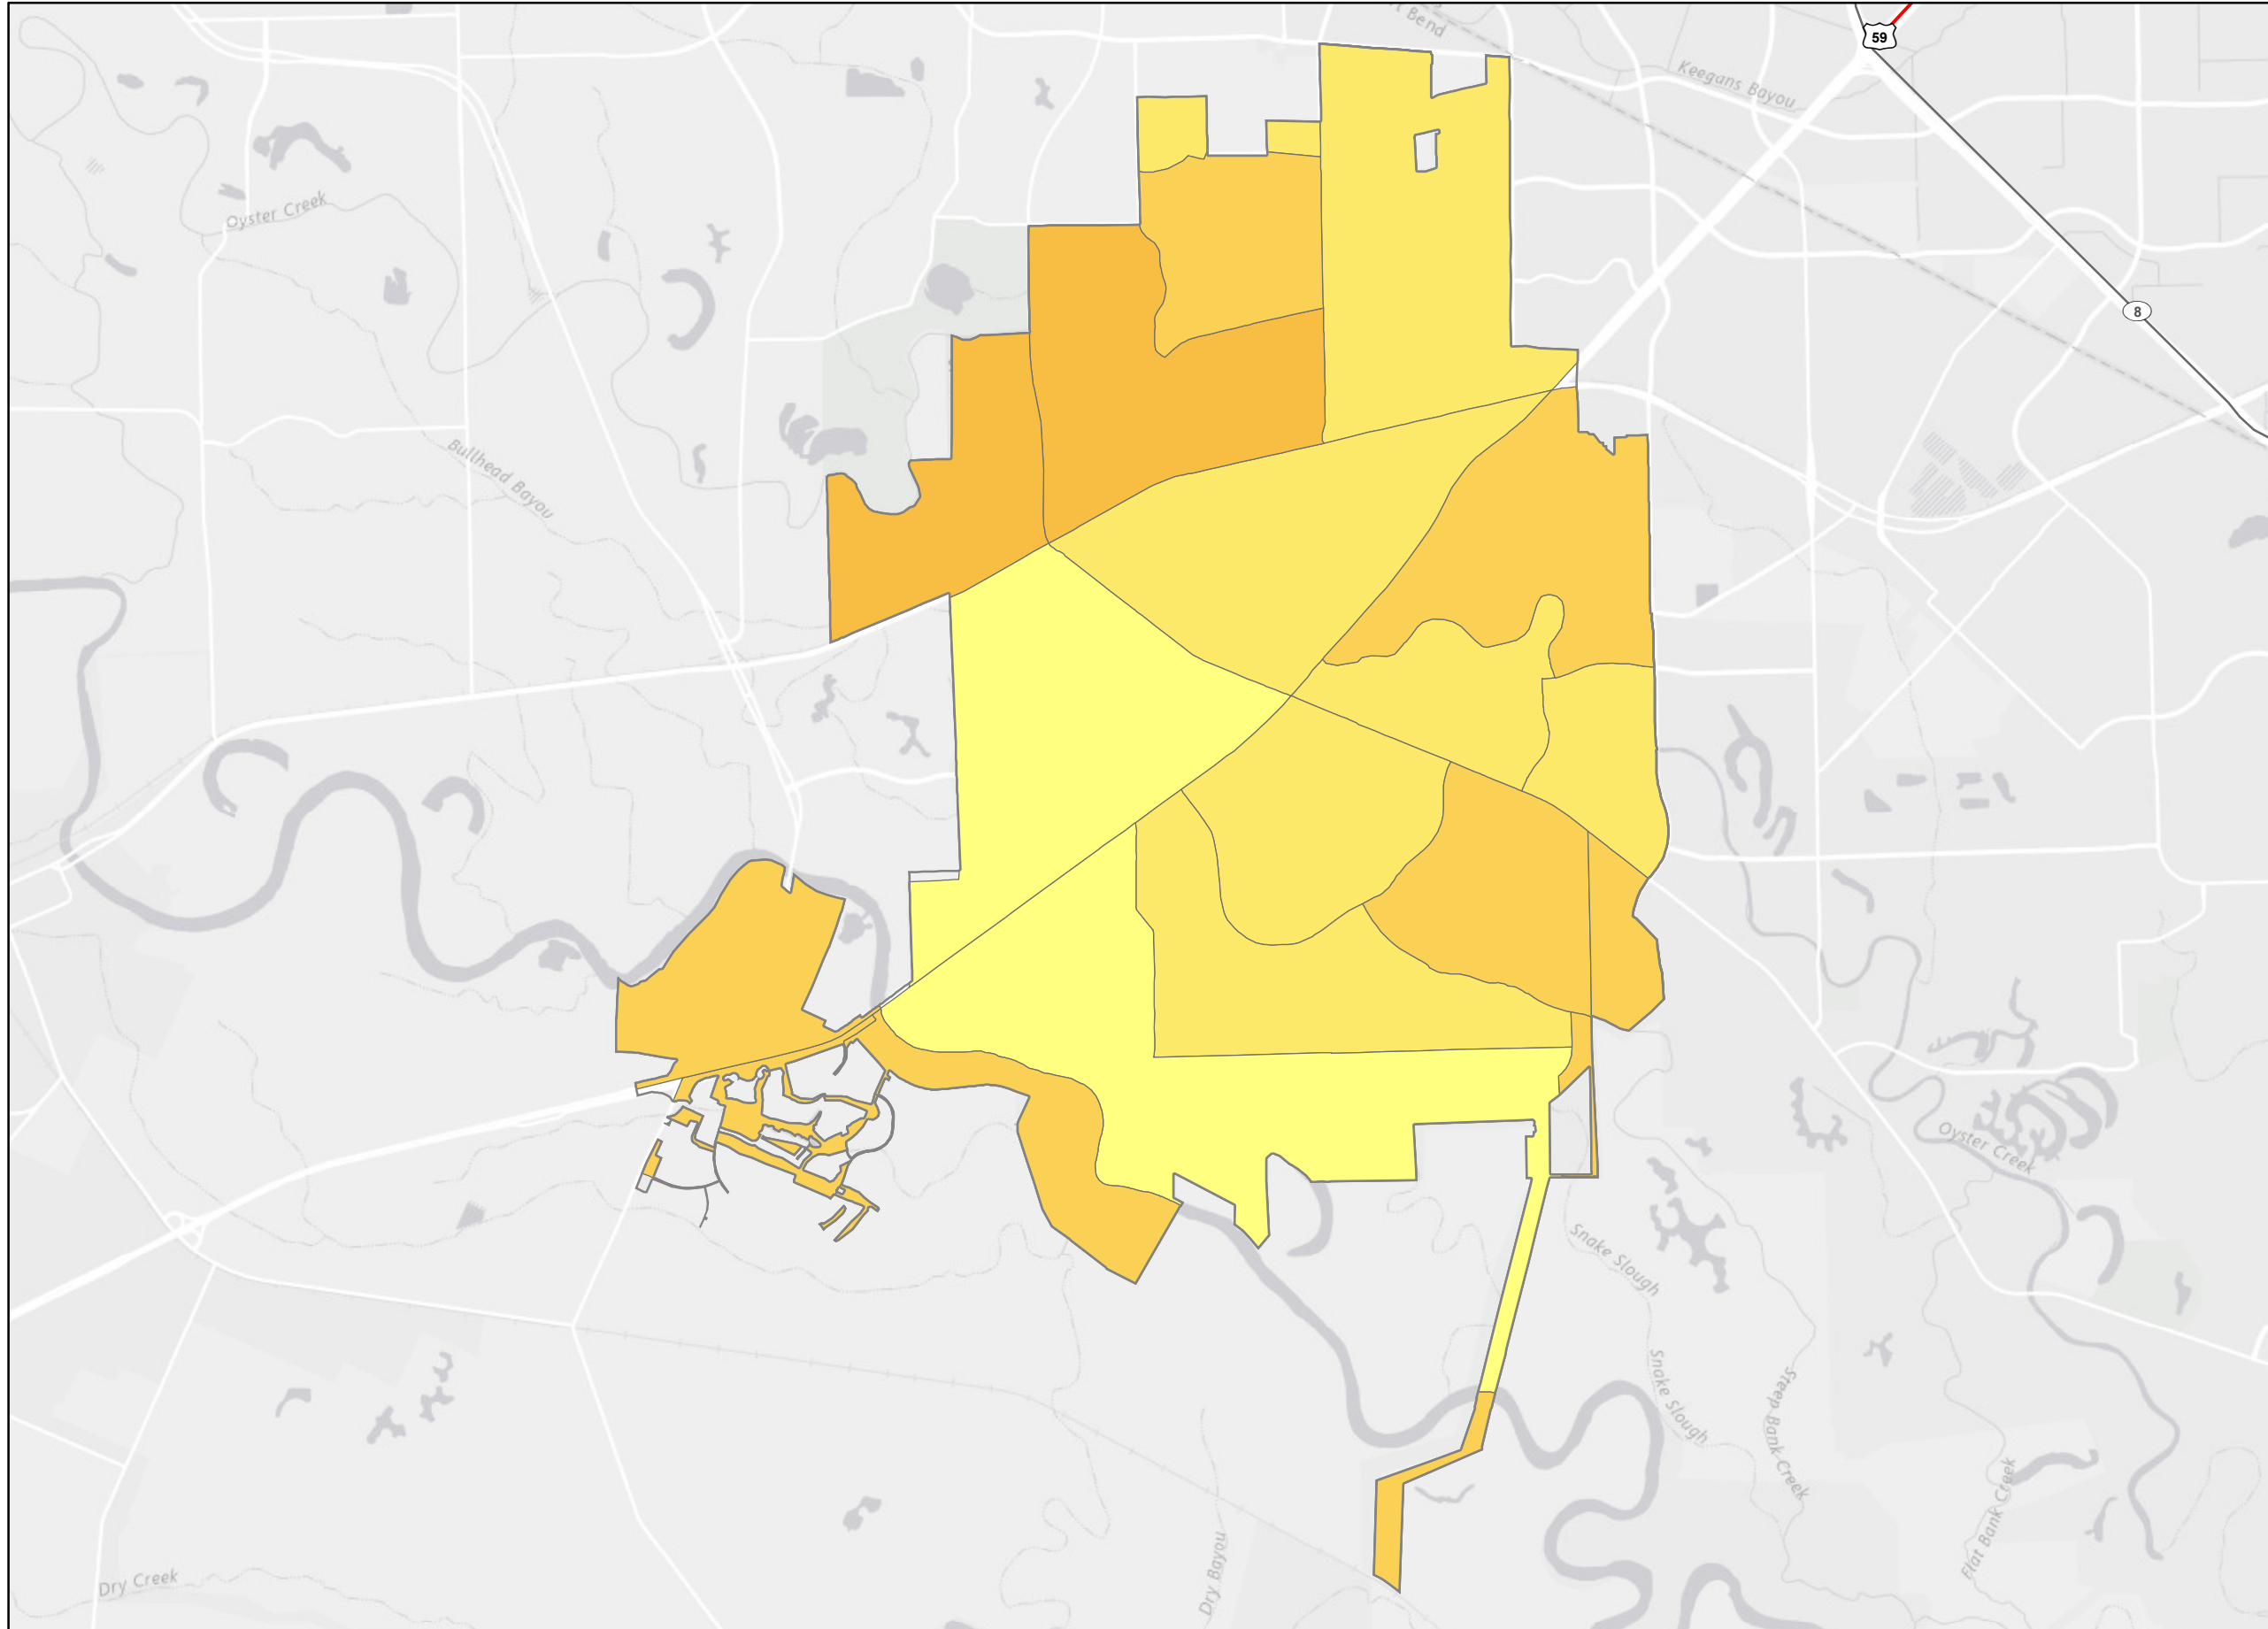 t Bend
59
Keegans Bayou
Oyster Creek
8
Bullhead Bayou
Oyster Creek
Snake Slough
Snake Slough
Steep Bank Creek
Flat Bank Creek
Dry Bayou
Dry Creek